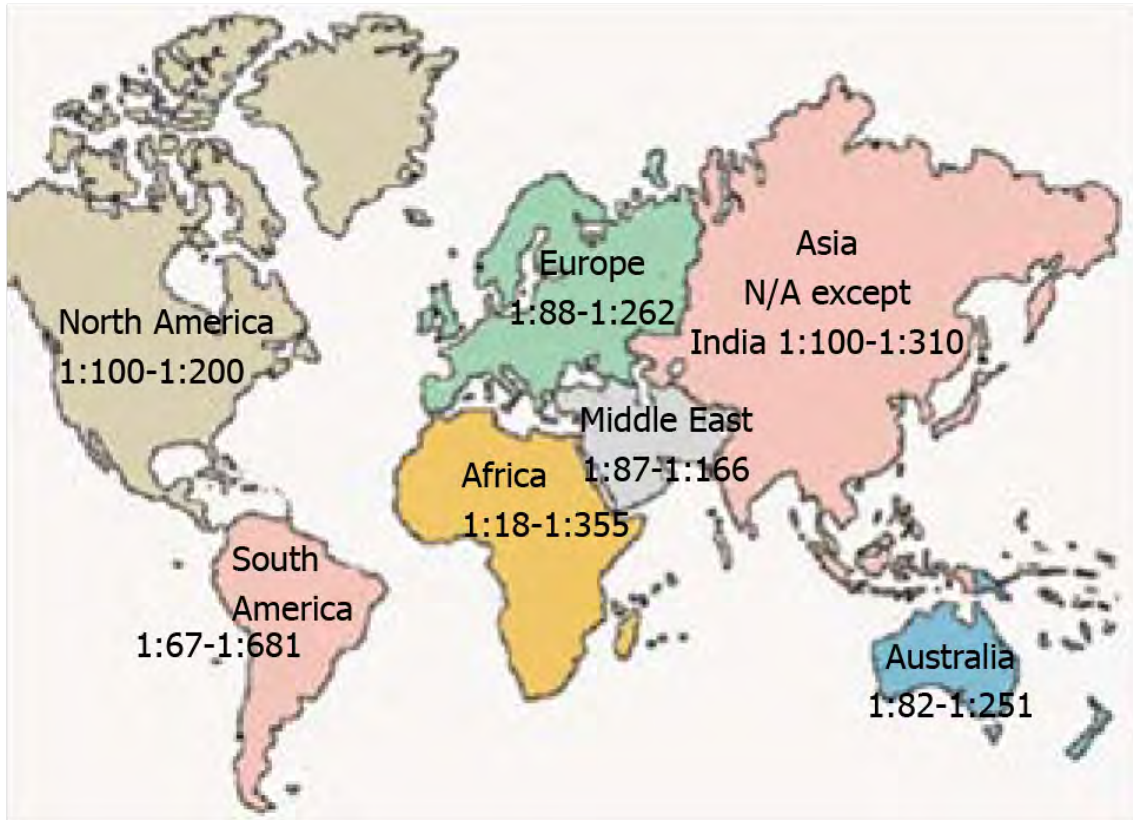 North America
1:100-1:200
Europe
1:88-1:262
Asia
N/A except
India 1:100-1:310
Middle East
1:87-1:166
Africa
1:18-1:355
South
America
1:67-1:681
Australia
1:82-1:251